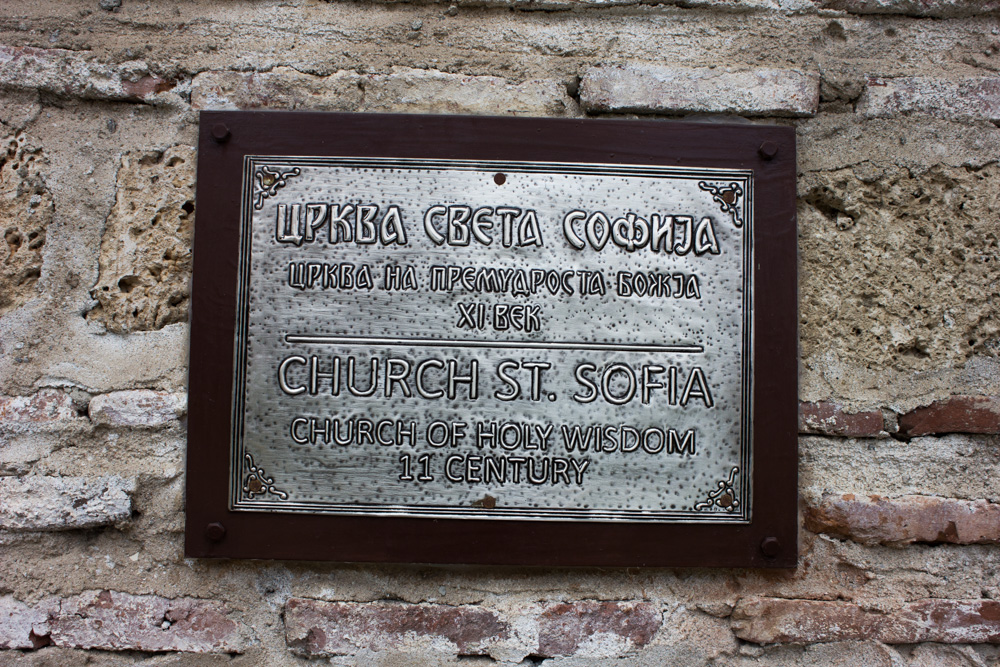 ЦРКВА СВЕТА СОФИЈА
ЦРКВА НА ПРЕМУДРОСТА БОЖЈА
XI ВЕК
CHURCH ST. SOFIA
CHURCH OF HOLY WISDOM
11 CENTURY